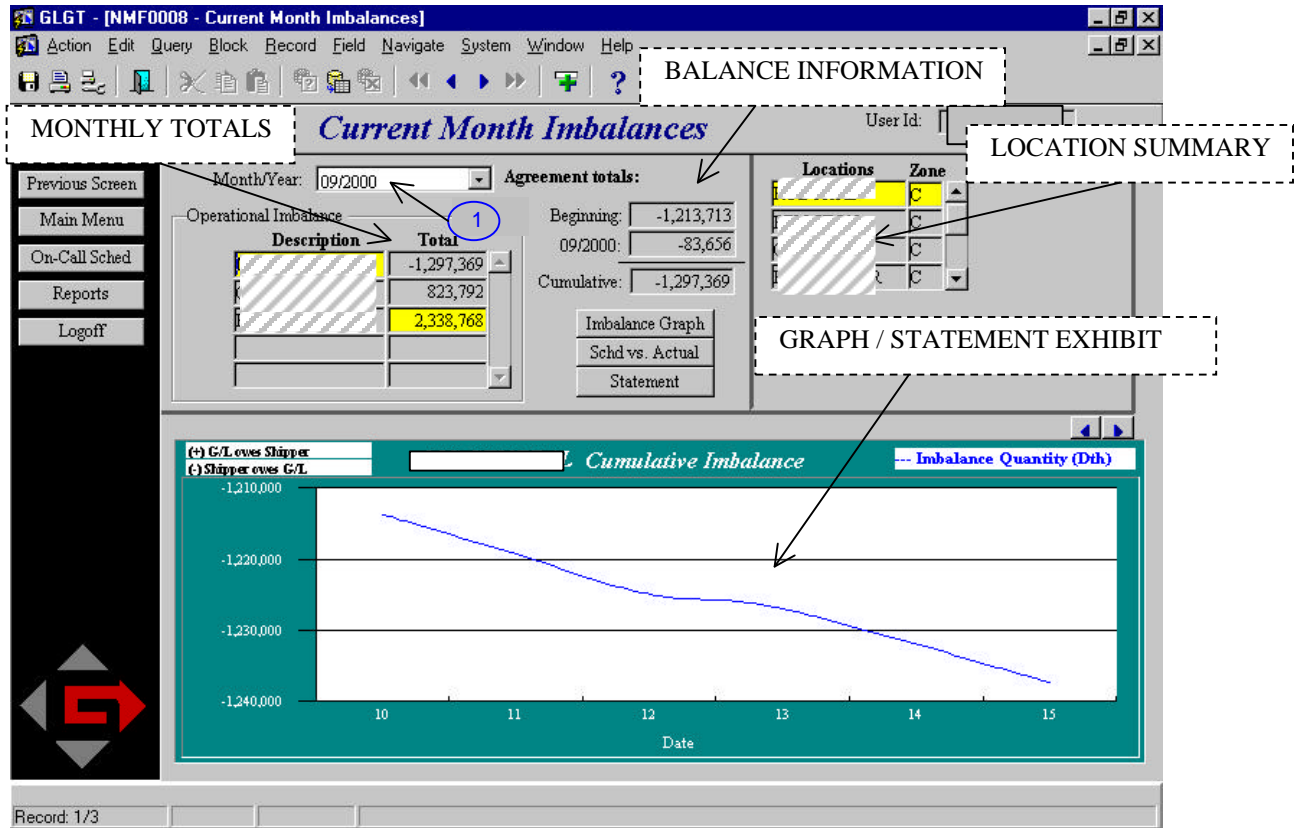 GLGT - [NMF0008 - Current Month Imbalances]
Action Edit Query Block Record Field Navigate System Window Help
BALANCE INFORMATION
MONTHLY TOTALS
Current Month Imbalances
User Id:
LOCATION SUMMARY
Previous Screen
Main Menu
On-Call Sched
Reports
Logoff
Month/Year: 09/2000
1
Operational Imbalance
Description Total
-1,297,369
823,792
2,338,768
Agreement totals:
Beginning: -1,213,713
09/2000: -83,656
Cumulative: -1,297,369
Imbalance Graph
Schd vs. Actual
Statement
Locations Zone
C
C
C
R C
GRAPH / STATEMENT EXHIBIT
(+) G/L owes Shipper
(-) Shipper owes G/L
Cumulative Imbalance
--- Imbalance Quantity (Dth)
-1,210,000
-1,220,000
-1,230,000
-1,240,000
10 11 12 13 14 15
Date
Record: 1/3